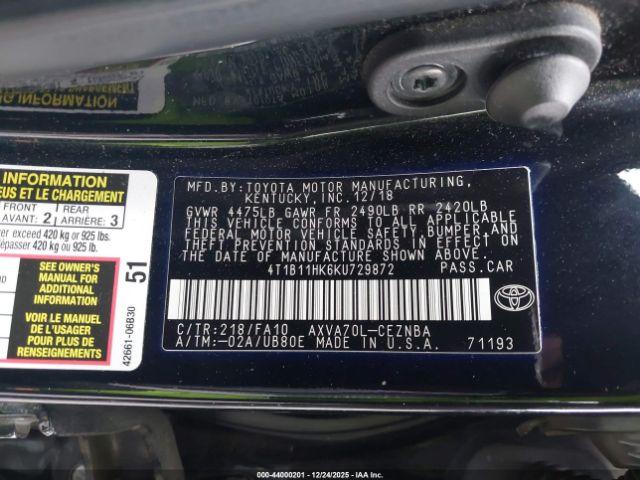 INFORMATION
EUS ET LE CHARGEMENT
FRONT
AVANT: 2
REAR
ARRIÈRE: 3
er exceed 420 kg or 925 lbs.
épasser 420 kg ou 925 lb.
SEE OWNER'S
MANUAL FOR
ADDITIONAL
INFORMATION
VOIR LE MANUEL
DE L'USAGER
POUR PLUS DE
RENSEIGNEMENTS
51
42661-06B30
MFD. BY: TOYOTA MOTOR MANUFACTURING,
KENTUCKY, INC. 12/18
GVWR 4475LB GAWR FR 2490LB RR 2420LB
THIS VEHICLE CONFORMS TO ALL APPLICABLE
FEDERAL MOTOR VEHICLE SAFETY, BUMPER, AND
THEFT PREVENTION STANDARDS IN EFFECT ON
THE DATE OF MANUFACTURE SHOWN ABOVE.
4T1B11HK6KU729872 PASS. CAR
C/TR: 218/FA10 AXVA70L-CEZNBA
A/TM: -02A/UB80E MADE IN U.S.A. 71193
TOYOTA
000-44000201 - 12/24/2025 - IAA, Inc.